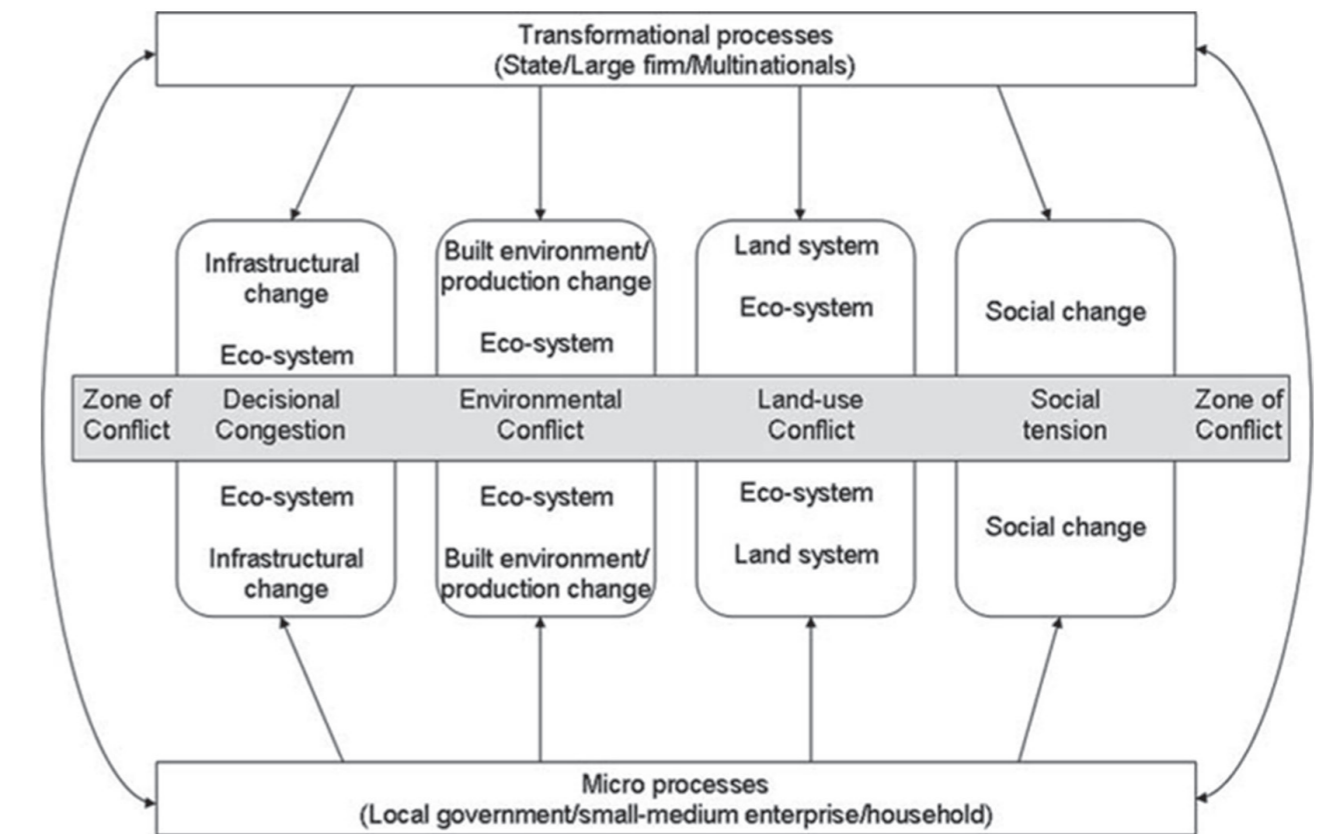 Transformational processes
(State/Large firm/Multinationals)
Infrastructural
change
Eco-system
Built environment/
production change
Eco-system
Land system
Eco-system
Social change
Zone of
Conflict
Decisional
Congestion
Environmental
Conflict
Land-use
Conflict
Social
tension
Zone of
Conflict
Eco-system
Infrastructural
change
Eco-system
Built environment/
production change
Eco-system
Land system
Social change
Micro processes
(Local government/small-medium enterprise/household)